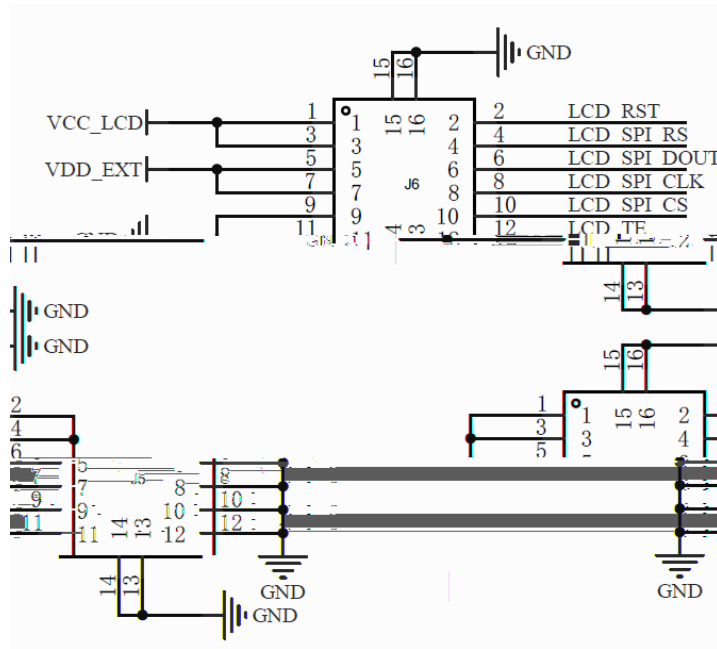 15 16 GND
VCC_LCD 1 1 15 16 2 2 LCD_RST
3 3 4 4 LCD_SPI_RS
VDD_EXT 5 5 6 6 LCD_SPI_DOUT
7 7 J6 8 8 LCD_SPI_CLK
9 9 10 10 LCD_SPI_CS
11 12 LCD_TE
14 13
GND
GND
15 16
2 1 1 15 16 2
4 3 3 4
6 5
5 J5
7 8 8
9 9 10 10
11 11 14 13 12 12
GND GND
14 13 GND